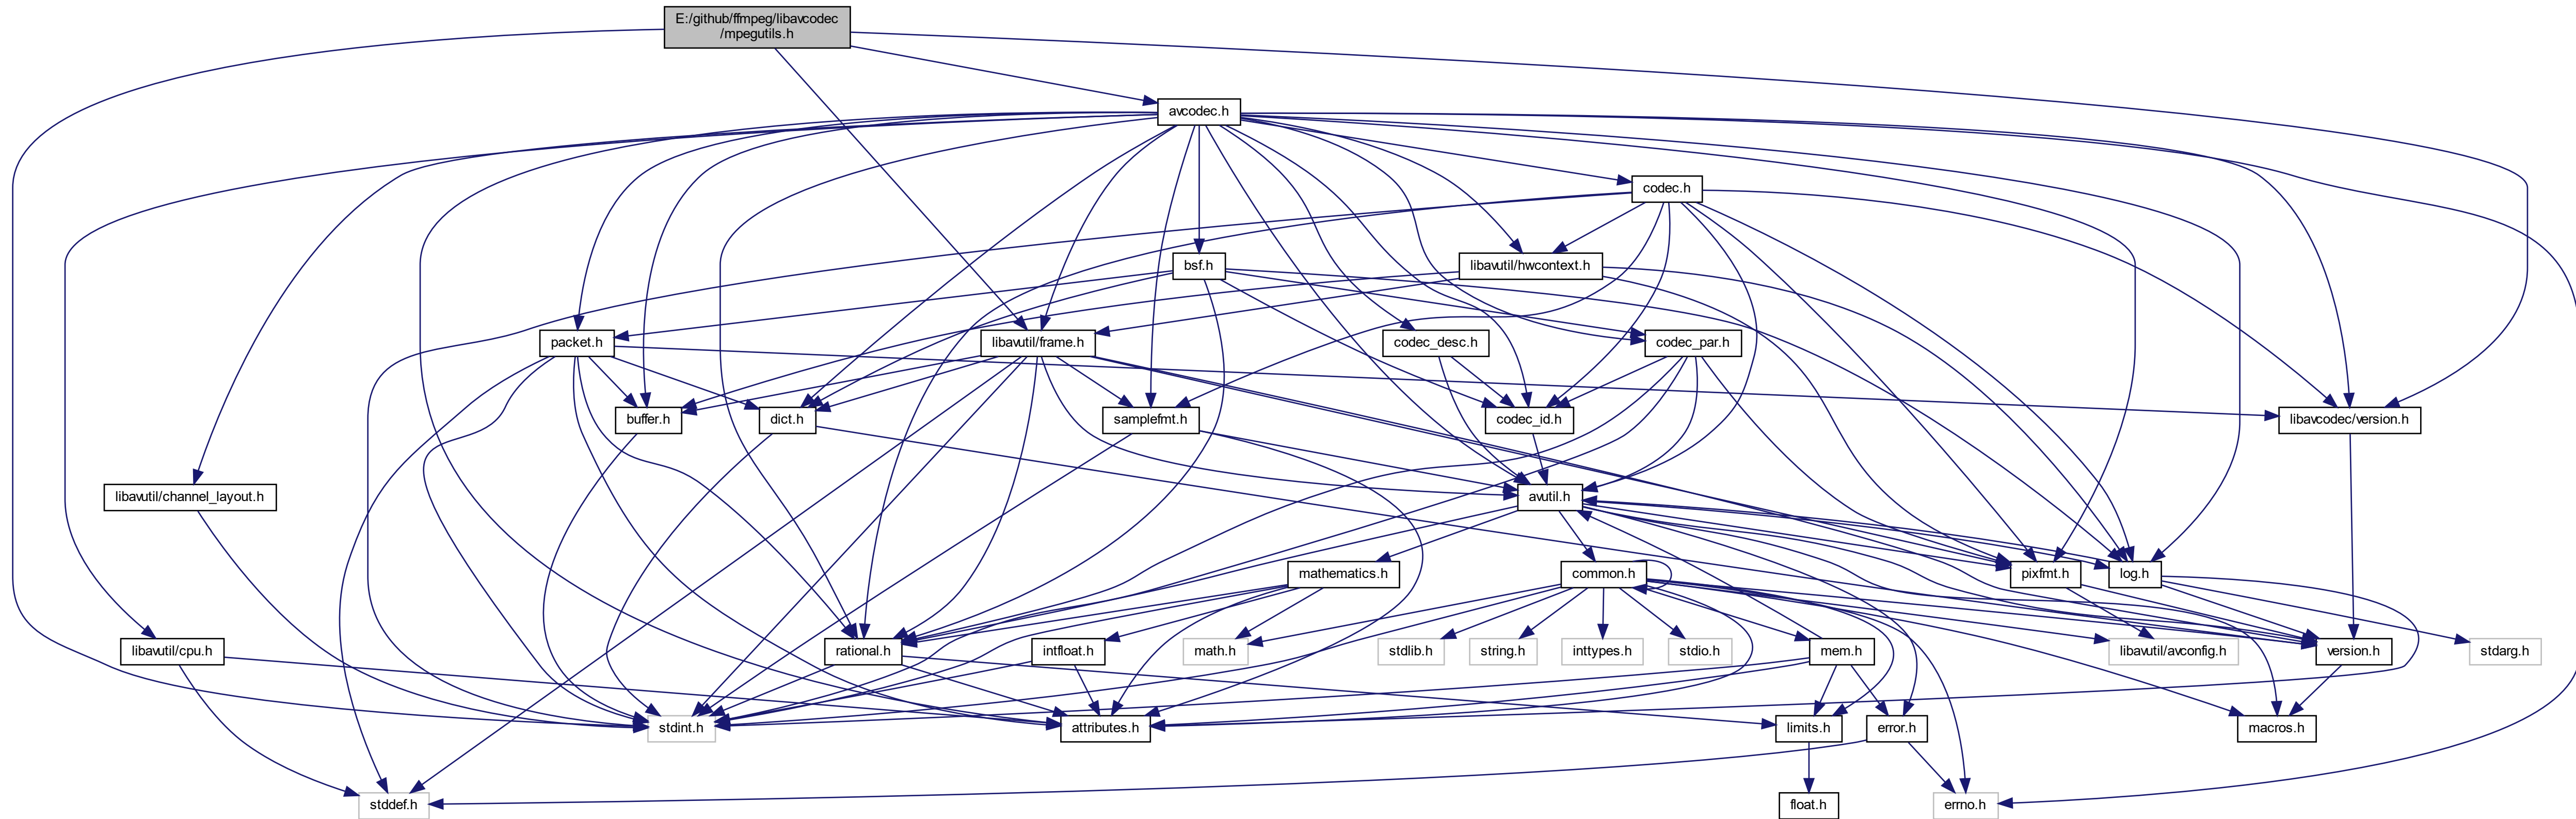 E:/github/ffmpeg/libavcodec
/mpegutils.h
avcodec.h
codec.h
bsf.h
libavutil/hwcontext.h
packet.h
libavutil/frame.h
codec_desc.h
codec_par.h
buffer.h
dict.h
samplefmt.h
codec_id.h
libavcodec/version.h
libavutil/channel_layout.h
avutil.h
mathematics.h
common.h
pixfmt.h
log.h
libavutil/cpu.h
rational.h
intfloat.h
math.h
stdlib.h
string.h
inttypes.h
stdio.h
mem.h
libavutil/avconfig.h
version.h
stdarg.h
stdint.h
attributes.h
limits.h
error.h
macros.h
stddef.h
float.h
errno.h